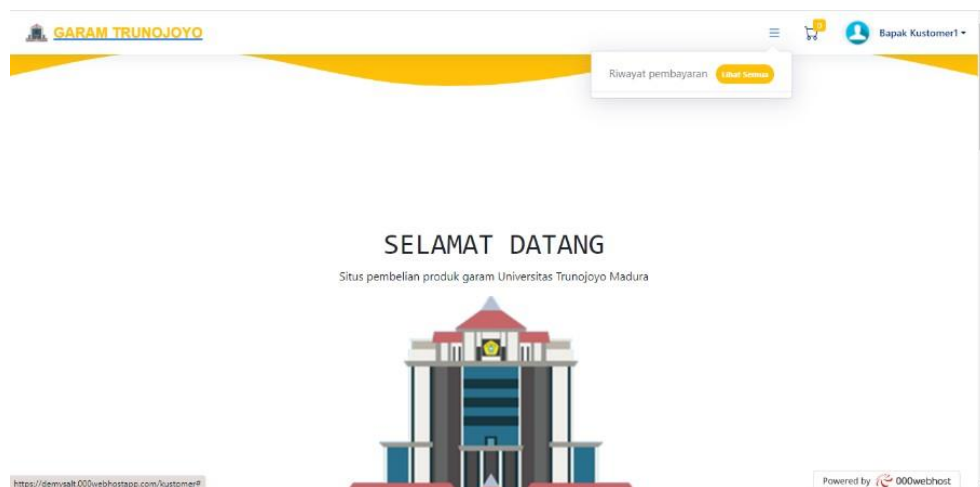 GARAM TRUNOJOYO
0
Bapak Kustomer1
Riwayat pembayaran Lihat Semua
SELAMAT DATANG
Situs pembelian produk garam Universitas Trunojoyo Madura
https://demysalt.000webhostapp.com/kustomer#
Powered by 000webhost